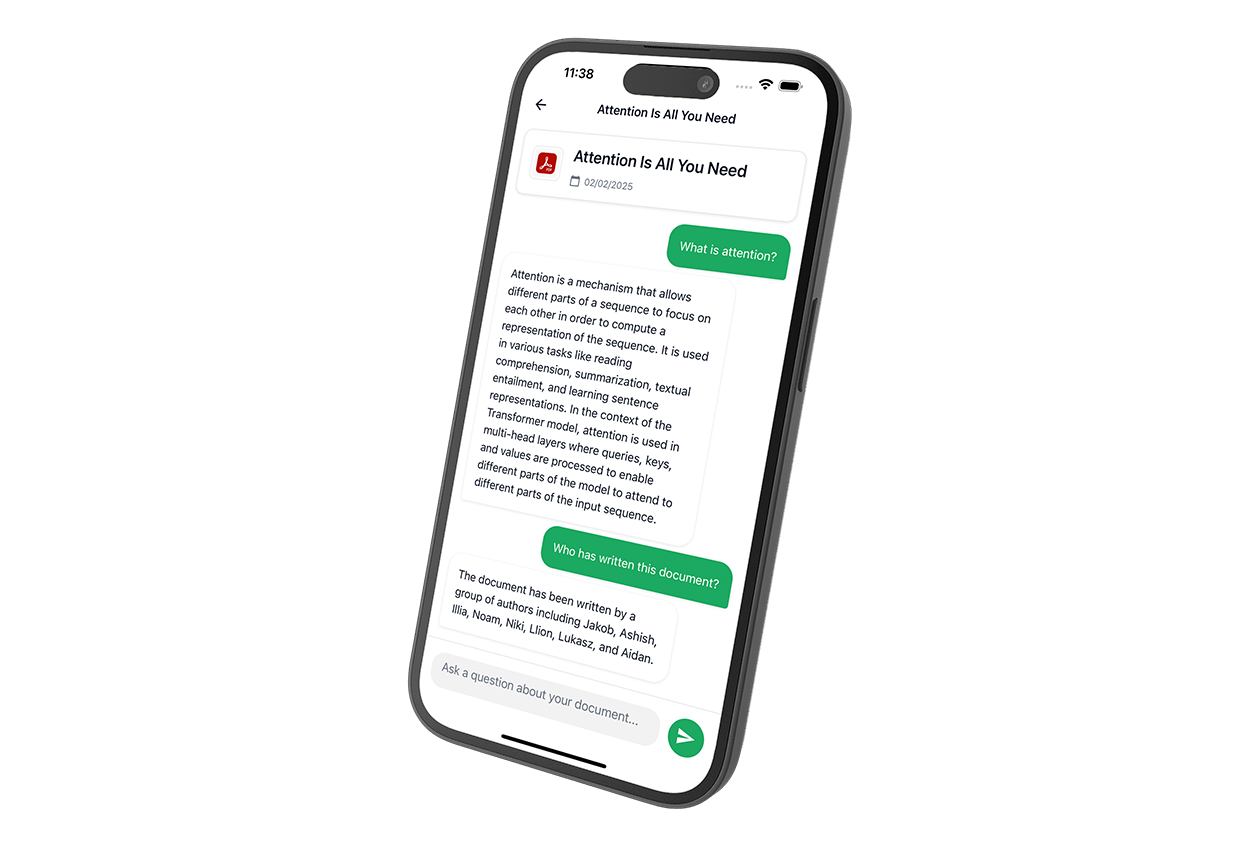 11:38
Attention Is All You Need
Attention Is All You Need
02/02/2025
What is attention?
Attention is a mechanism that allows
different parts of a sequence to focus on
each other in order to compute a
representation of the sequence. It is used
in various tasks like reading
comprehension, summarization, textual
entailment, and learning sentence
representations. In the context of the
Transformer model, attention is used in
multi-head layers where queries, keys,
and values are processed to enable
different parts of the model to attend to
different parts of the input sequence.
Who has written this document?
The document has been written by a
group of authors including Jakob, Ashish,
Illia, Noam, Niki, Llion, Lukasz, and Aidan.
Ask a question about your document...